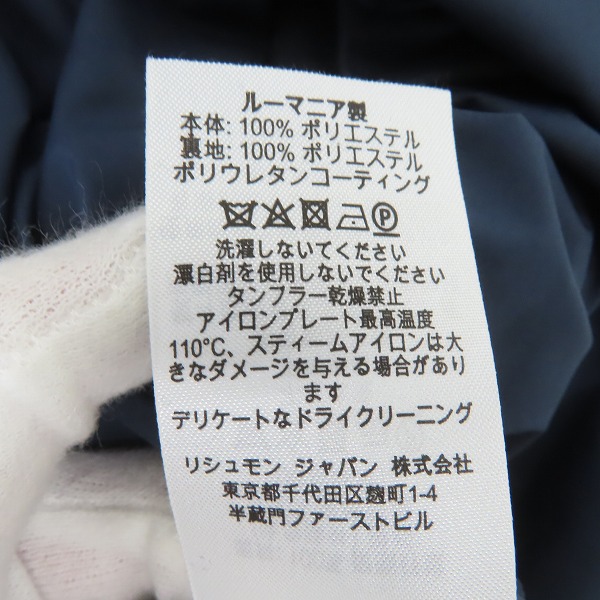 ルーマニア製
本体: 100% ポリエステル
裏地: 100% ポリエステル
ポリウレタンコーティング
P
洗濯しないでください
漂白剤を使用しないでください
タンブラー乾燥禁止
アイロンプレート最高温度
110°C、スティームアイロンは大
きなダメージを与える場合があり
ます
デリケートなドライクリーニング
リシュモン ジャパン 株式会社
東京都千代田区麹町1-4
半蔵門ファーストビル